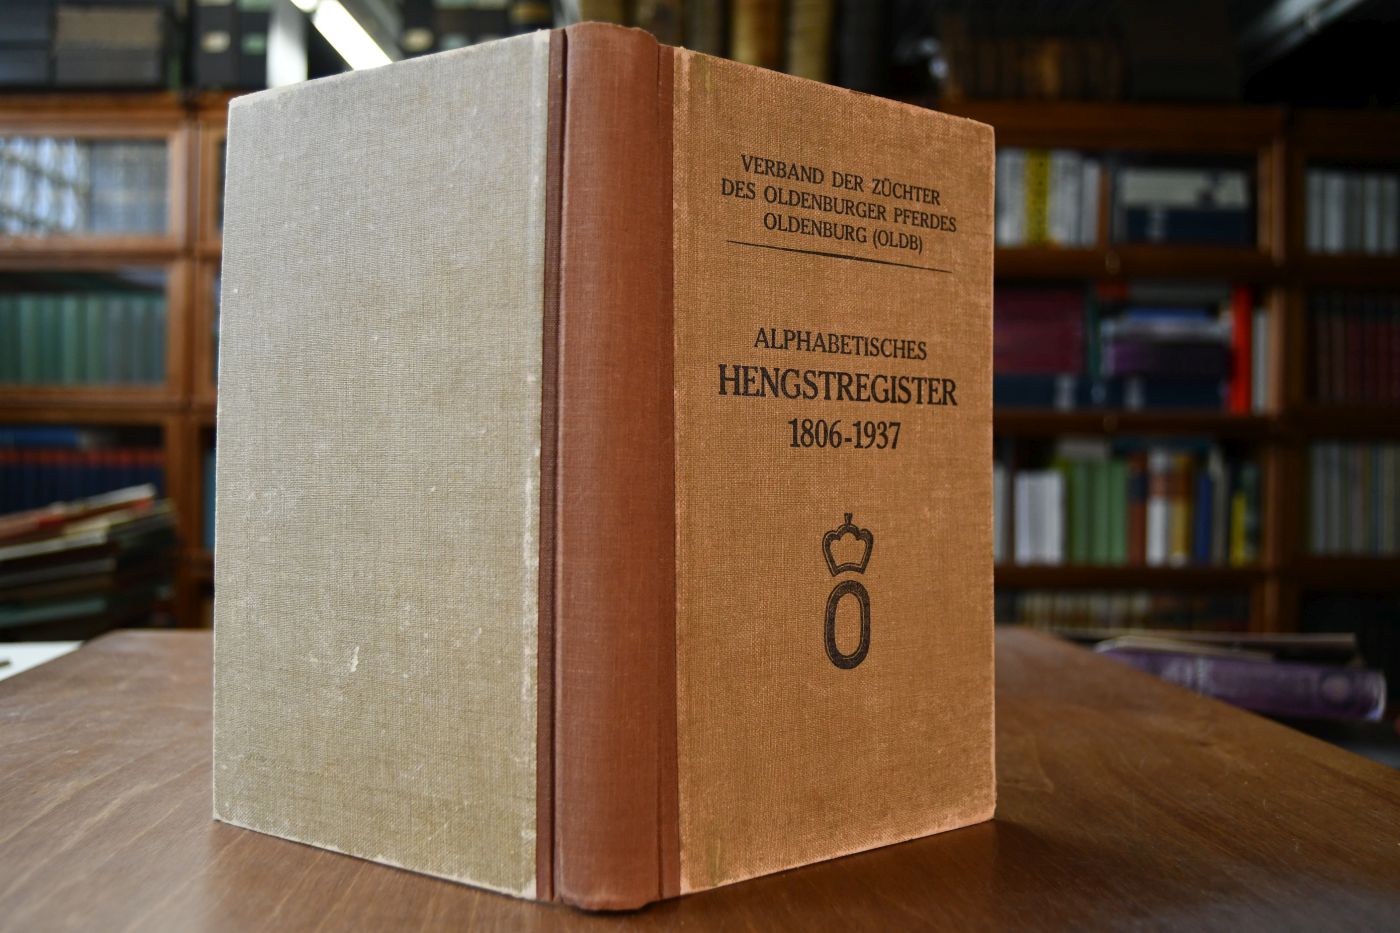 VERBAND DER ZÜCHTER
DES OLDENBURGER PFERDES
OLDENBURG (OLDB)
ALPHABETISCHES
HENGSTREGISTER
1806-1937
O